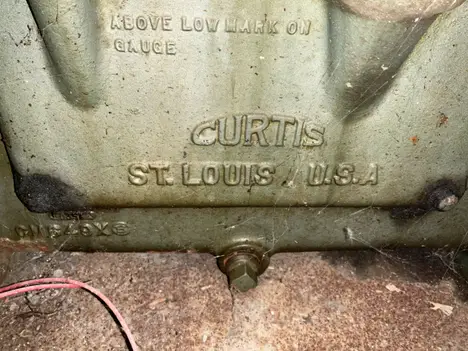 ABOVE LOW MARK ON
GAUGE
CURTIS
ST. LOUIS / U.S.A